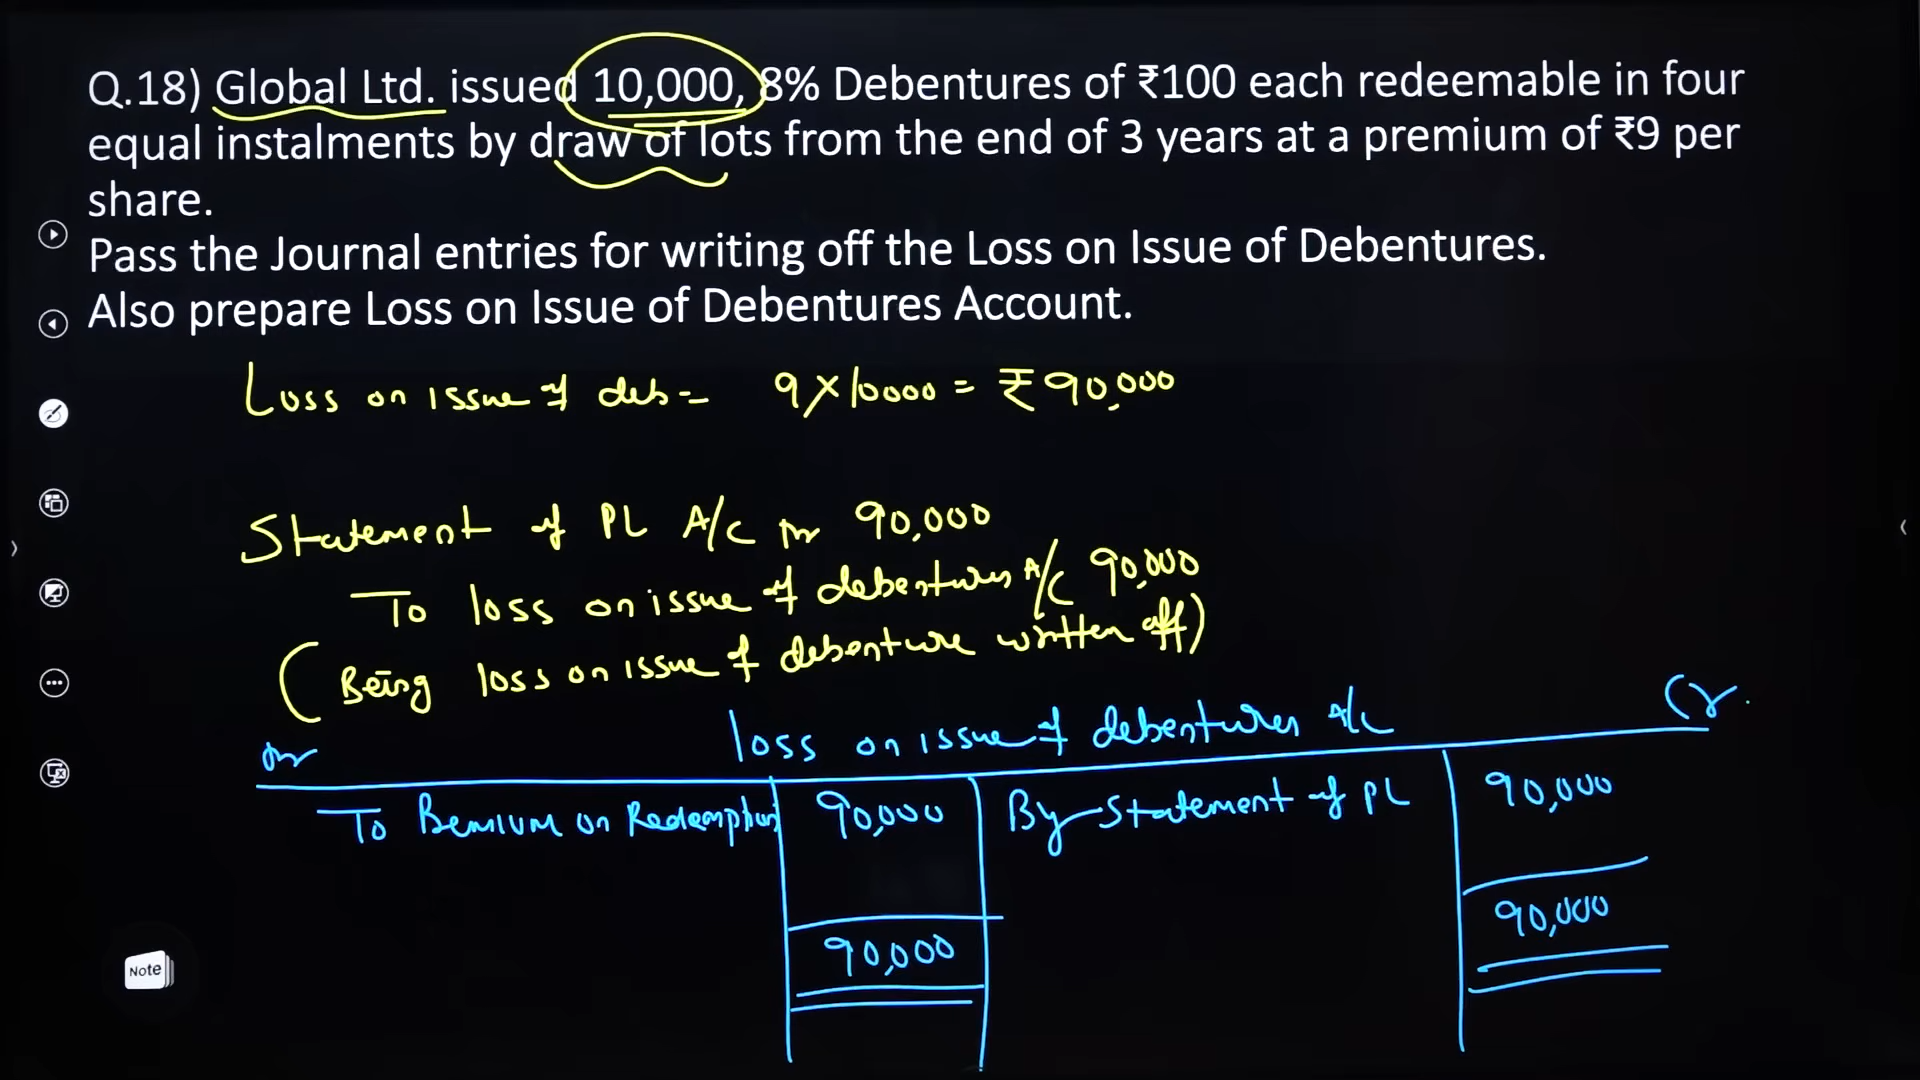 Q.18) Global Ltd. issued 10,000, 8% Debentures of ₹100 each redeemable in four
equal instalments by draw of lots from the end of 3 years at a premium of ₹9 per
share.
Pass the Journal entries for writing off the Loss on Issue of Debentures.
Also prepare Loss on Issue of Debentures Account.
Loss on issue of deb = 9 × 10000 = ₹90,000
Statement of PL A/C Dr 90,000
To loss on issue of debentures A/C 90,000
(Being loss on issue of debenture written off)
Dr loss on issue of debentures A/c Cr.
To Premium on Redemption 90,000 By Statement of PL 90,000
90,000 90,000
Note